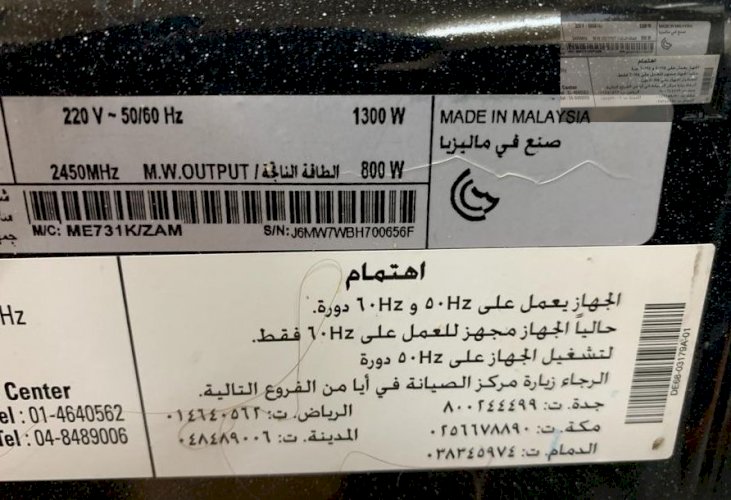 220 V ~ 50/60 Hz
1300 W
2450MHz
M.W.OUTPUT / الطاقة الناتجة
800 W
M/C: ME731K/ZAM
S/N: J6MW7WBH700656F
MADE IN MALAYSIA
صنع في ماليزيا
Hz
Center
el : 01-4640562
Tel : 04-8489006
اهتمام
الجهاز يعمل على ٥٠Hz و ٦٠Hz دورة.
حالياً الجهاز مجهز للعمل على ٦٠Hz فقط.
لتشغيل الجهاز على ٥٠Hz دورة
الرجاء زيارة مركز الصيانة في أيا من الفروع التالية.
جدة. ت: ٨٠٠٢٤٤٤٩٩ الرياض. ت: ٠١٤٦٤٠٥٦٢
مكة. ت: ٠٢٥٦٦٧٨٨٩٠ المدينة. ت: ٠٤٨٤٨٩٠٠٦
الدمام. ت: ٠٣٨٣٤٥٩٧٤
DE68-03179A-01